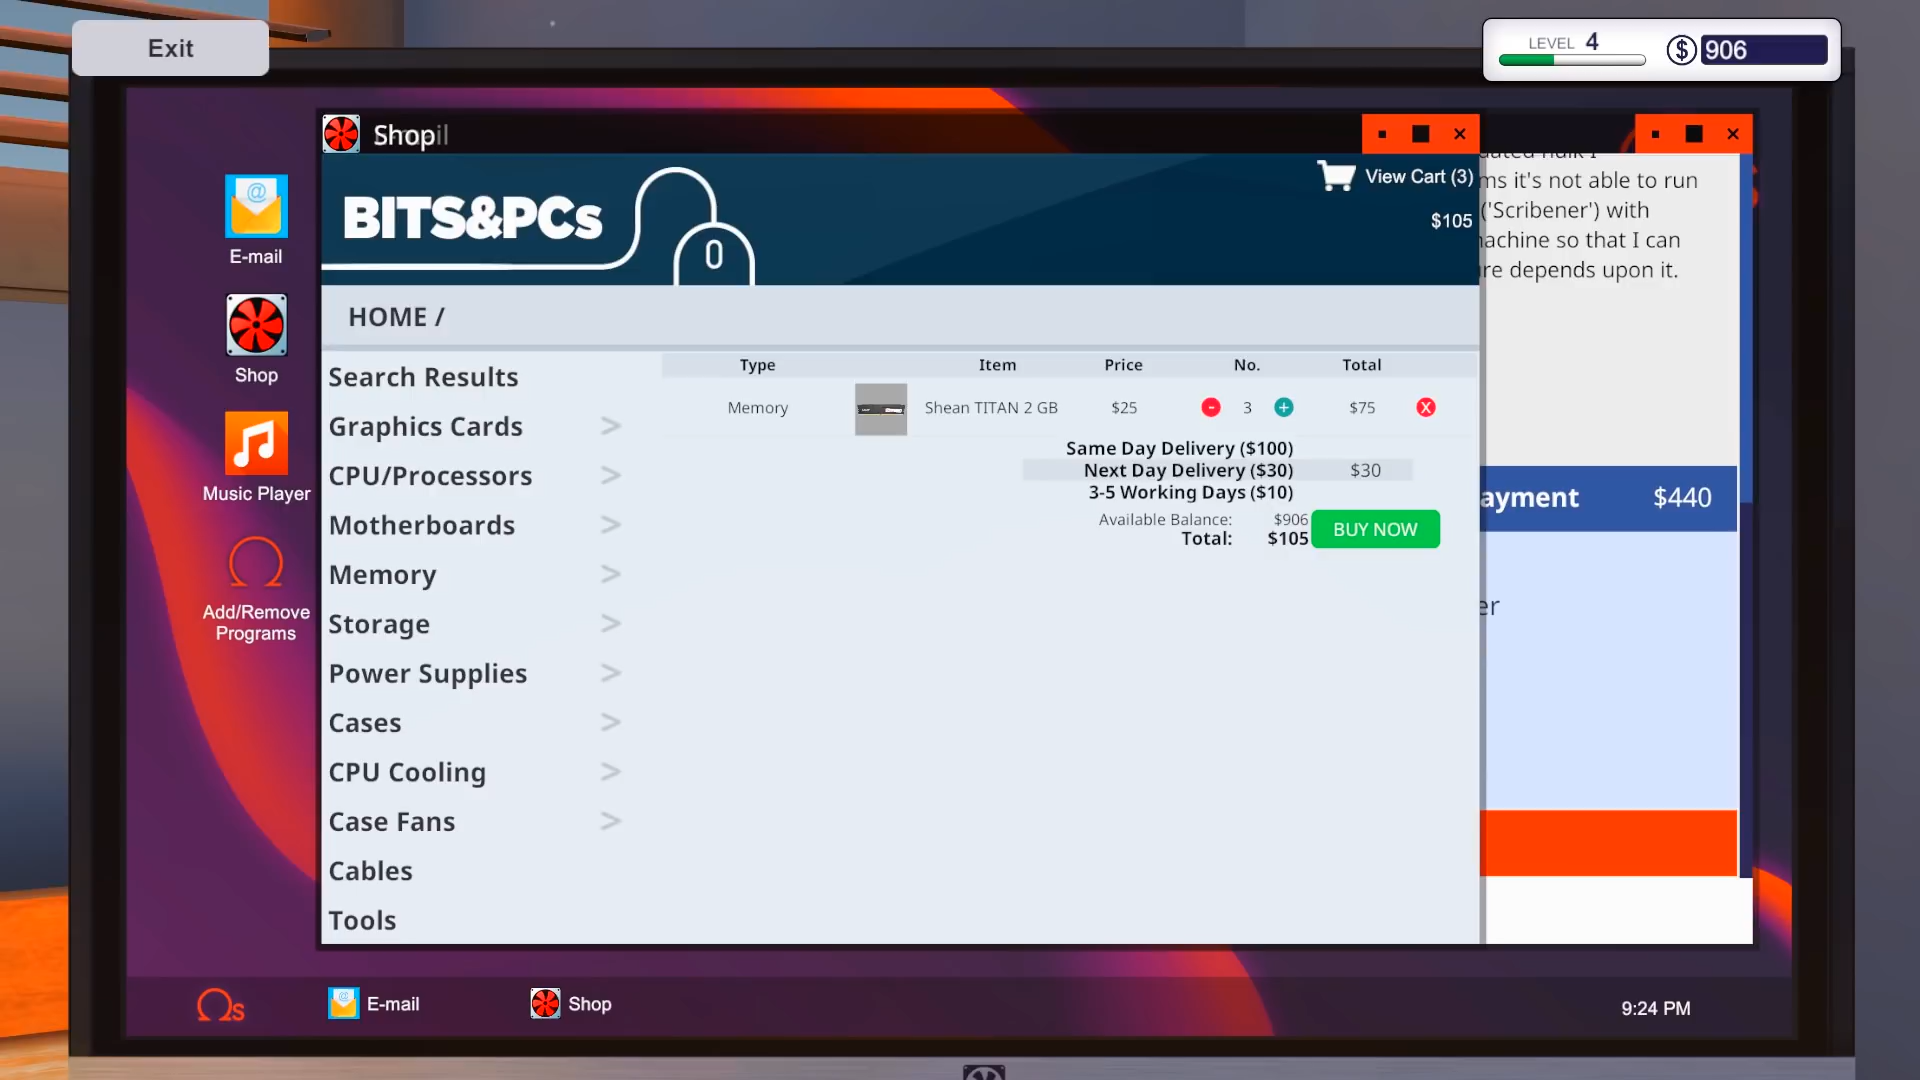 Exit
LEVEL 4
$ 906
Shop
BITS&PCs
View Cart (3)
$105
HOME /
E-mail
Shop
Music Player
Add/Remove
Programs
Search Results
Graphics Cards >
CPU/Processors >
Motherboards >
Memory >
Storage >
Power Supplies >
Cases >
CPU Cooling >
Case Fans >
Cables
Tools
Type Item Price No. Total
Memory Shean TITAN 2 GB $25 - 3 + $75 X
Same Day Delivery ($100)
Next Day Delivery ($30) $30
3-5 Working Days ($10)
Available Balance: $906
Total: $105
BUY NOW
ms it's not able to run
('Scribener') with
achine so that I can
re depends upon it.
ayment $440
er
Ωs
E-mail
Shop
9:24 PM